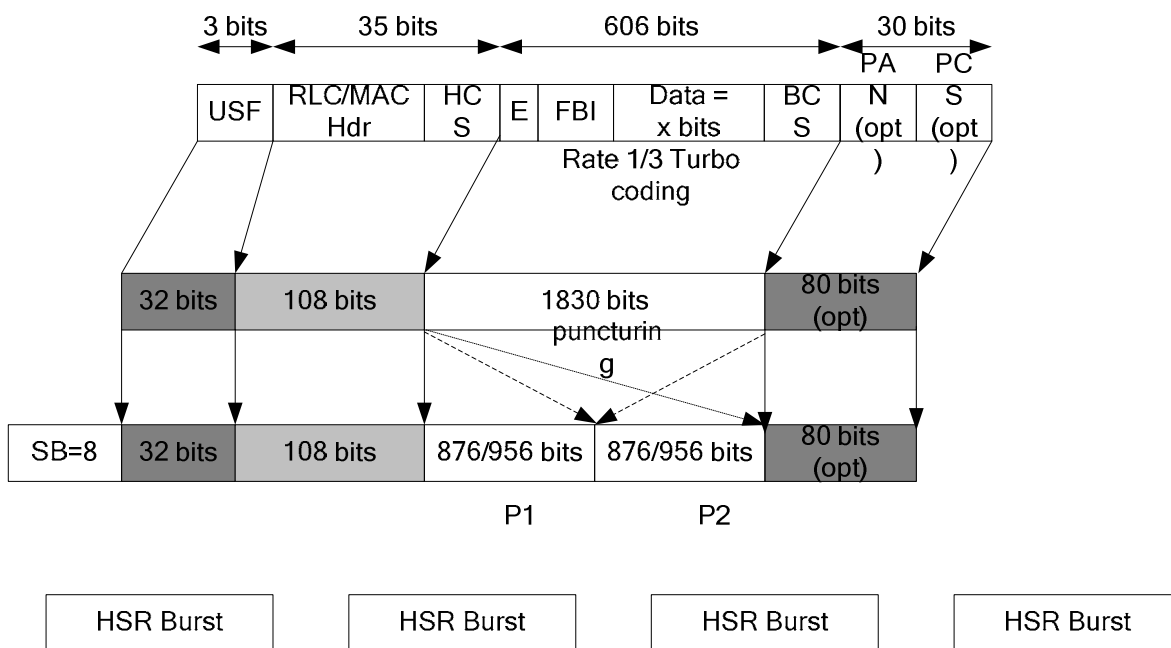 3 bits 35 bits 606 bits 30 bits
USF
RLC/MAC
Hdr
HC
S
E
FBI
Data =
x bits
BC
S
PA
N
(opt
)
PC
S
(opt
)
Rate 1/3 Turbo
coding
32 bits
108 bits
1830 bits
80 bits
(opt)
puncturin
g
SB=8
32 bits
108 bits
876/956 bits
876/956 bits
80 bits
(opt)
P1
P2
HSR Burst
HSR Burst
HSR Burst
HSR Burst